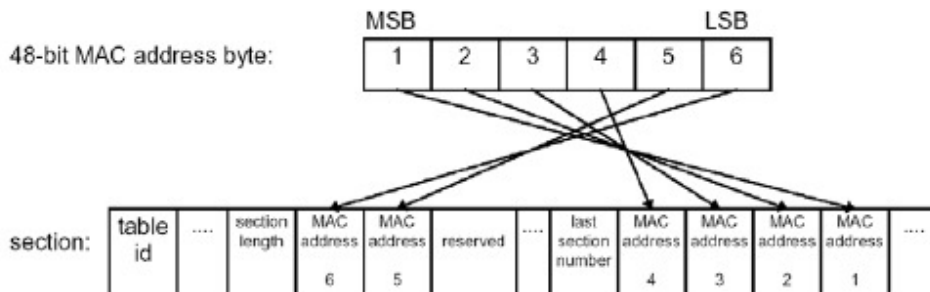 MSB LSB
48-bit MAC address byte: 1 2 3 4 5 6
section: table id .... section length MAC address 6 MAC address 5 reserved .... last section number MAC address 4 MAC address 3 MAC address 2 MAC address 1 ....